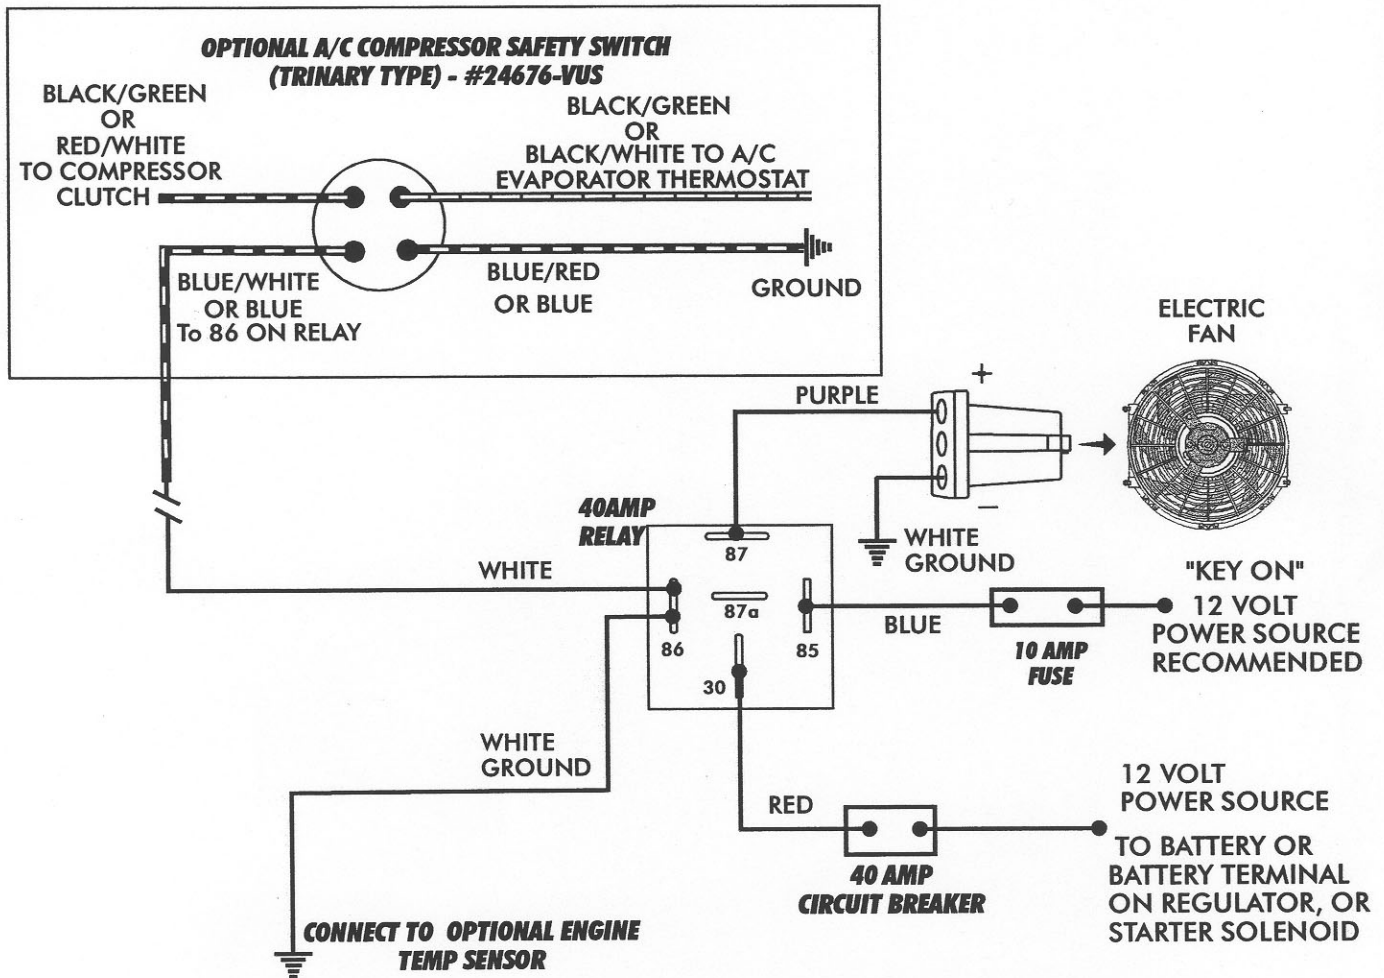 OPTIONAL A/C COMPRESSOR SAFETY SWITCH
(TRINARY TYPE) - #24676-VUS
BLACK/GREEN
OR
RED/WHITE
TO COMPRESSOR
CLUTCH
BLACK/GREEN
OR
BLACK/WHITE TO A/C
EVAPORATOR THERMOSTAT
BLUE/WHITE
OR BLUE
To 86 ON RELAY
BLUE/RED
OR BLUE
GROUND
ELECTRIC
FAN
PURPLE
+
−
WHITE
GROUND
40AMP
RELAY
87
87a
86
85
30
WHITE
BLUE
10 AMP
FUSE
"KEY ON"
12 VOLT
POWER SOURCE
RECOMMENDED
WHITE
GROUND
RED
40 AMP
CIRCUIT BREAKER
12 VOLT
POWER SOURCE
TO BATTERY OR
BATTERY TERMINAL
ON REGULATOR, OR
STARTER SOLENOID
CONNECT TO OPTIONAL ENGINE
TEMP SENSOR